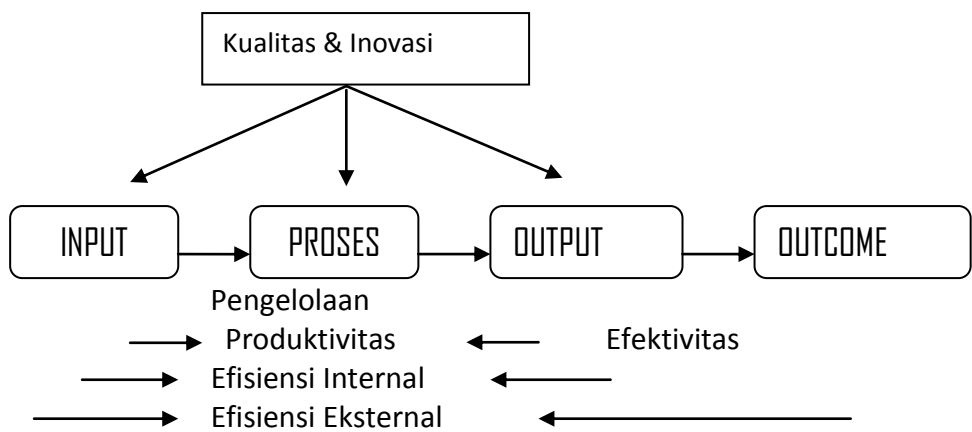 Kualitas & Inovasi
INPUT PROSES OUTPUT OUTCOME
Pengelolaan
Produktivitas Efektivitas
Efisiensi Internal
Efisiensi Eksternal